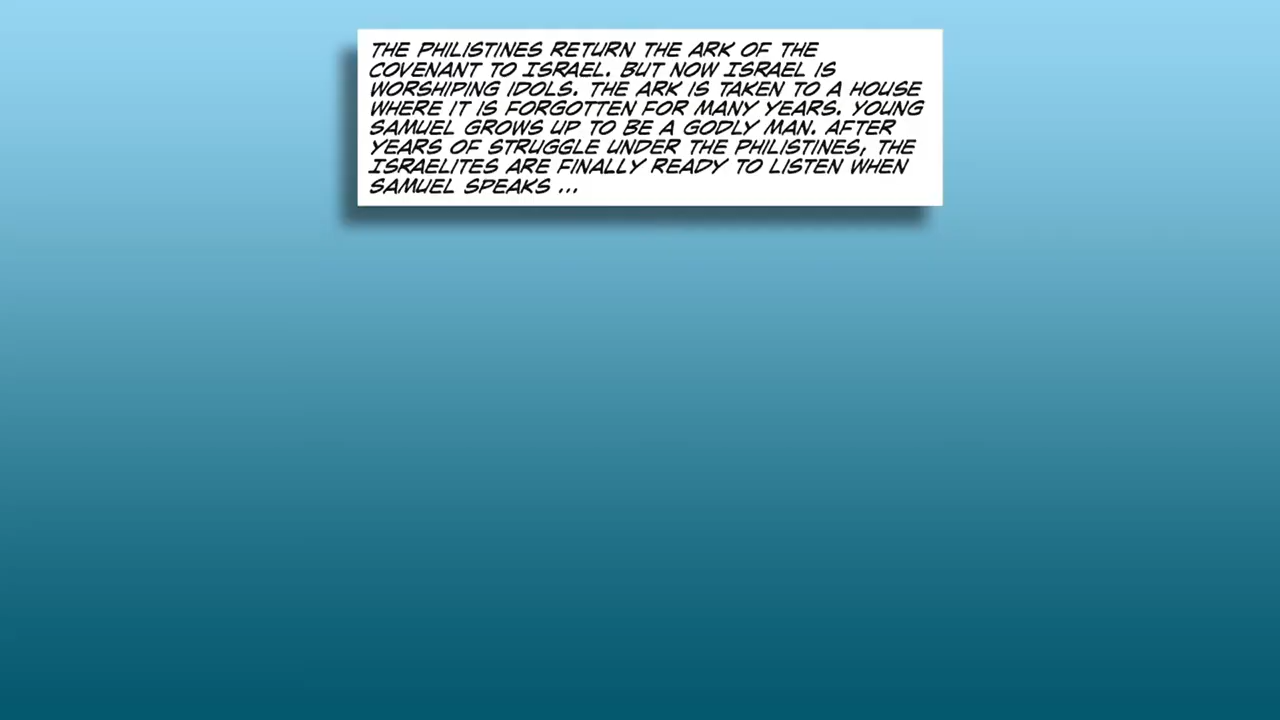 THE PHILISTINES RETURN THE ARK OF THE
COVENANT TO ISRAEL. BUT NOW ISRAEL IS
WORSHIPING IDOLS. THE ARK IS TAKEN TO A HOUSE
WHERE IT IS FORGOTTEN FOR MANY YEARS. YOUNG
SAMUEL GROWS UP TO BE A GODLY MAN. AFTER
YEARS OF STRUGGLE UNDER THE PHILISTINES, THE
ISRAELITES ARE FINALLY READY TO LISTEN WHEN
SAMUEL SPEAKS ...